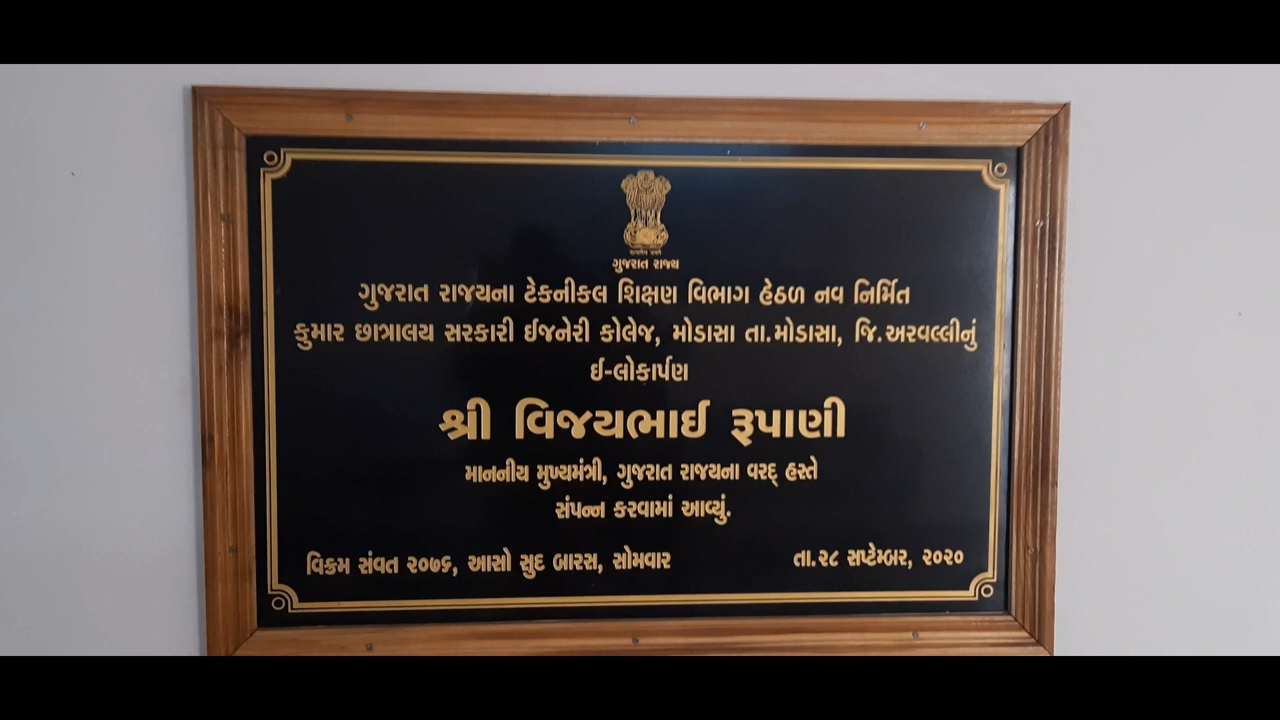 ગુજરાત રાજ્ય
ગુજરાત રાજ્યના ટેકનીકલ શિક્ષણ વિભાગ હેઠળ નવ નિર્મિત
કુમાર છાત્રાલય સરકારી ઈજનેરી કોલેજ, મોડાસા તા.મોડાસા, જિ.અરવલ્લીનું
ઈ-લોકાર્પણ
શ્રી વિજયભાઈ રૂપાણી
માનનીય મુખ્યમંત્રી, ગુજરાત રાજ્યના વરદ્ હસ્તે
સંપન્ન કરવામાં આવ્યું.
વિક્રમ સંવત ૨૦૭૬, આસો સુદ બારસ, સોમવાર તા.૨૮ સપ્ટેમ્બર, ૨૦૨૦